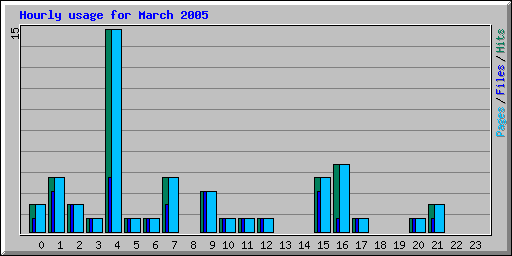 Hourly usage for March 2005
15
Pages/Files/Hits
0 1 2 3 4 5 6 7 8 9 10 11 12 13 14 15 16 17 18 19 20 21 22 23